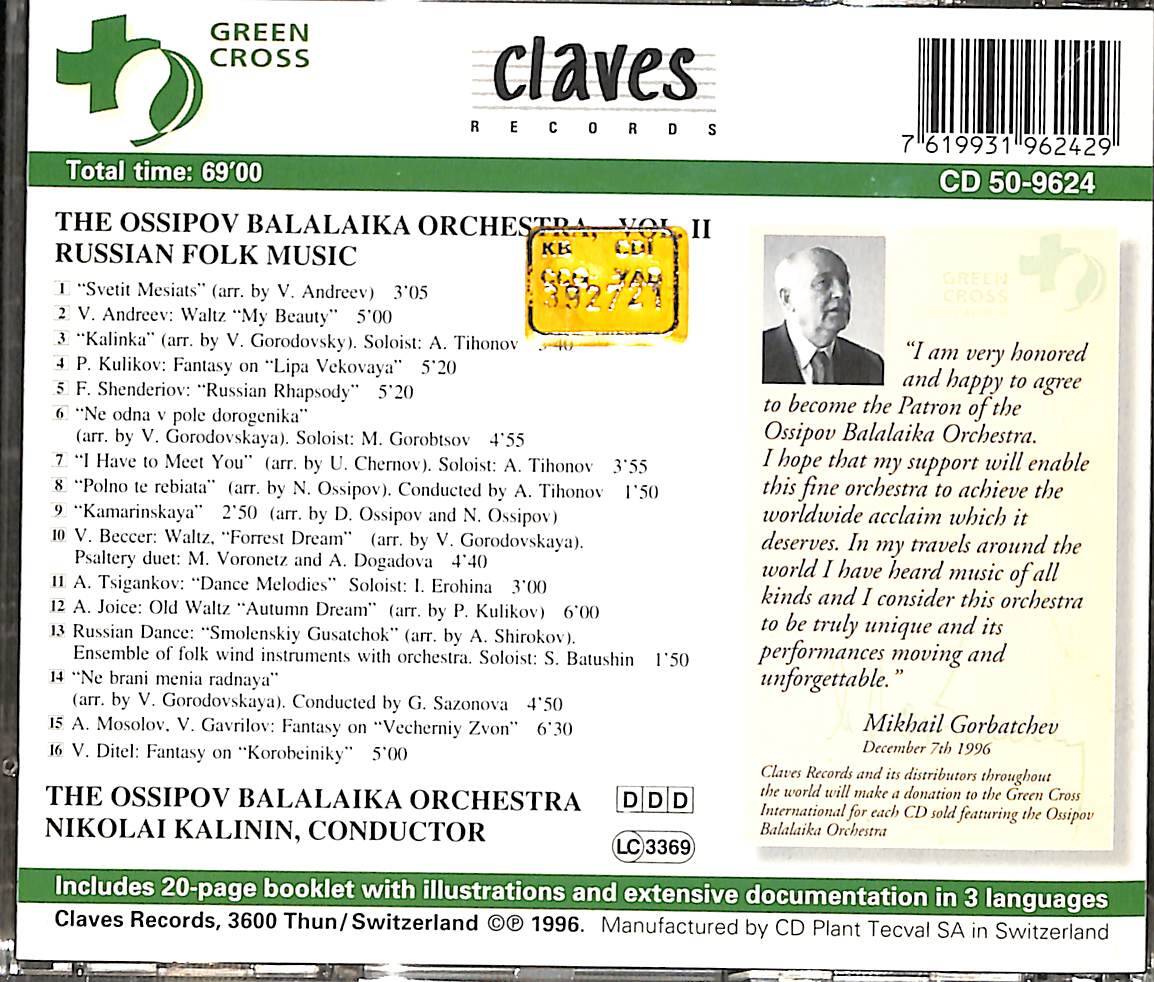 GREEN
CROSS
claves
RECORDS
7 619931 962429
Total time: 69'00
CD 50-9624
THE OSSIPOV BALALAIKA ORCHESTRA, VOL. II
RUSSIAN FOLK MUSIC
KB CDI
392721
1 "Svetit Mesiats" (arr. by V. Andreev) 3'05
2 V. Andreev: Waltz "My Beauty" 5'00
3 "Kalinka" (arr. by V. Gorodovsky). Soloist: A. Tihonov
4 P. Kulikov: Fantasy on "Lipa Vekovaya" 5'20
5 F. Shenderiov: "Russian Rhapsody" 5'20
6 "Ne odna v pole dorogenika"
(arr. by V. Gorodovskaya). Soloist: M. Gorobtsov 4'55
7 "I Have to Meet You" (arr. by U. Chernov). Soloist: A. Tihonov 3'55
8 "Polno te rebiata" (arr. by N. Ossipov). Conducted by A. Tihonov 1'50
9 "Kamarinskaya" 2'50 (arr. by D. Ossipov and N. Ossipov)
10 V. Beccer: Waltz, "Forrest Dream" (arr. by V. Gorodovskaya).
Psaltery duet: M. Voronetz and A. Dogadova 4'40
11 A. Tsigankov: "Dance Melodies" Soloist: I. Erohina 3'00
12 A. Joice: Old Waltz "Autumn Dream" (arr. by P. Kulikov) 6'00
13 Russian Dance: "Smolenskiy Gusatchok" (arr. by A. Shirokov).
Ensemble of folk wind instruments with orchestra. Soloist: S. Batushin 1'50
14 "Ne brani menia radnaya"
(arr. by V. Gorodovskaya). Conducted by G. Sazonova 4'50
15 A. Mosolov, V. Gavrilov: Fantasy on "Vecherniy Zvon" 6'30
16 V. Ditel: Fantasy on "Korobeiniky" 5'00
THE OSSIPOV BALALAIKA ORCHESTRA
NIKOLAI KALININ, CONDUCTOR
DDD
LC 3369
GREEN
CROSS
"I am very honored
and happy to agree
to become the Patron of the
Ossipov Balalaika Orchestra.
I hope that my support will enable
this fine orchestra to achieve the
worldwide acclaim which it
deserves. In my travels around the
world I have heard music of all
kinds and I consider this orchestra
to be truly unique and its
performances moving and
unforgettable."
Mikhail Gorbatchev
December 7th 1996
Claves Records and its distributors throughout
the world will make a donation to the Green Cross
International for each CD sold featuring the Ossipov
Balalaika Orchestra
Includes 20-page booklet with illustrations and extensive documentation in 3 languages
Claves Records, 3600 Thun/Switzerland ©℗ 1996. Manufactured by CD Plant Tecval SA in Switzerland